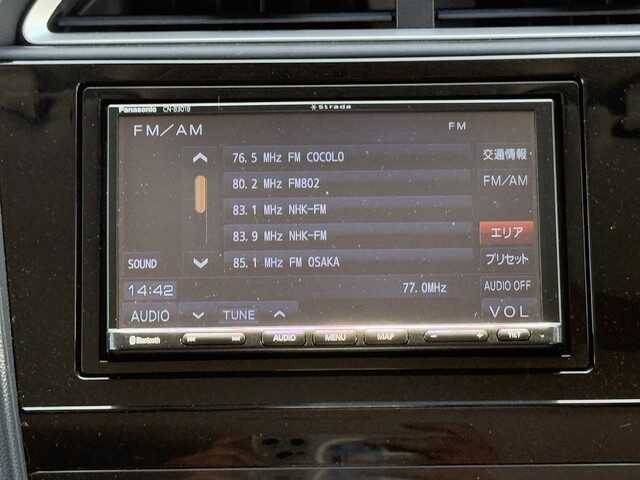 Panasonic CN-B301B Strada
FM/AM FM
76.5 MHz FM COCOLO
80.2 MHz FM802
83.1 MHz NHK-FM
83.9 MHz NHK-FM
85.1 MHz FM OSAKA
交通情報
FM/AM
エリア
プリセット
SOUND
14:42 77.0MHz AUDIO OFF
AUDIO TUNE VOL
Bluetooth AUDIO MENU MAP - +